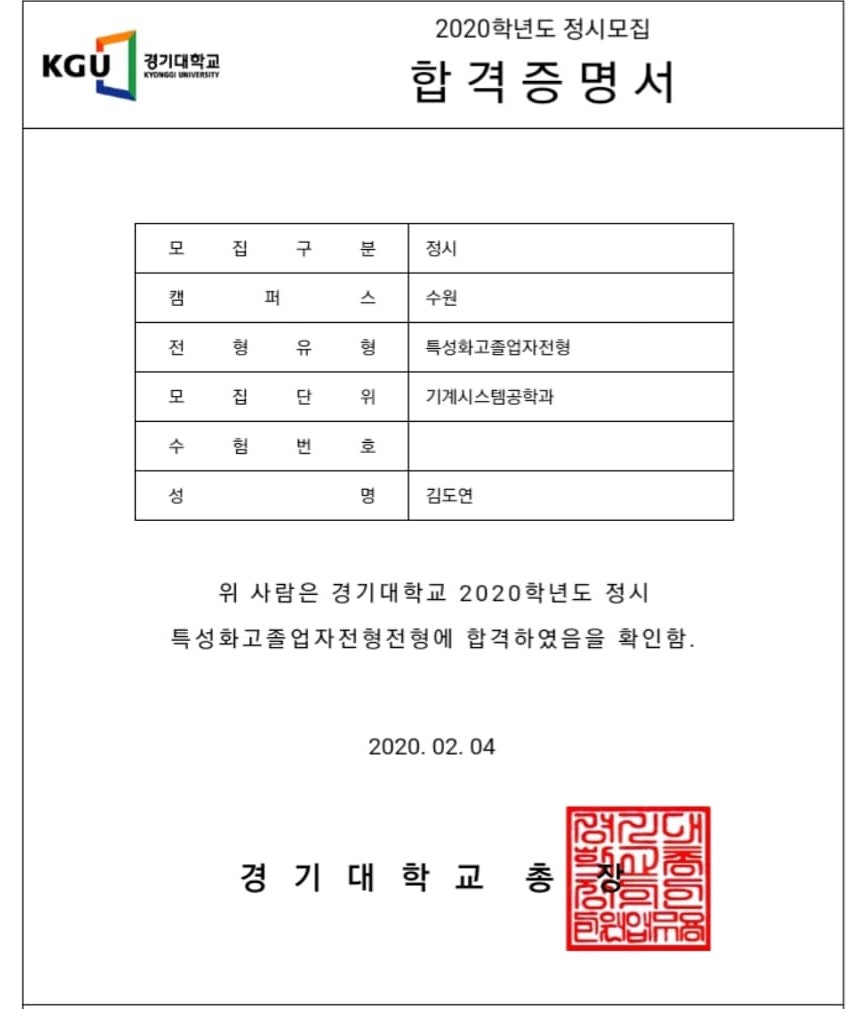 2020학년도 정시모집
KGU 경기대학교
KYONGGI UNIVERSITY
합격증명서
모집구분 정시
캠퍼스 수원
전형유형 특성화고졸업자전형
모집단위 기계시스템공학과
수험번호
성명 김도연
위 사람은 경기대학교 2020학년도 정시
특성화고졸업자전형전형에 합격하였음을 확인함.
2020. 02. 04
경기대학교 총장